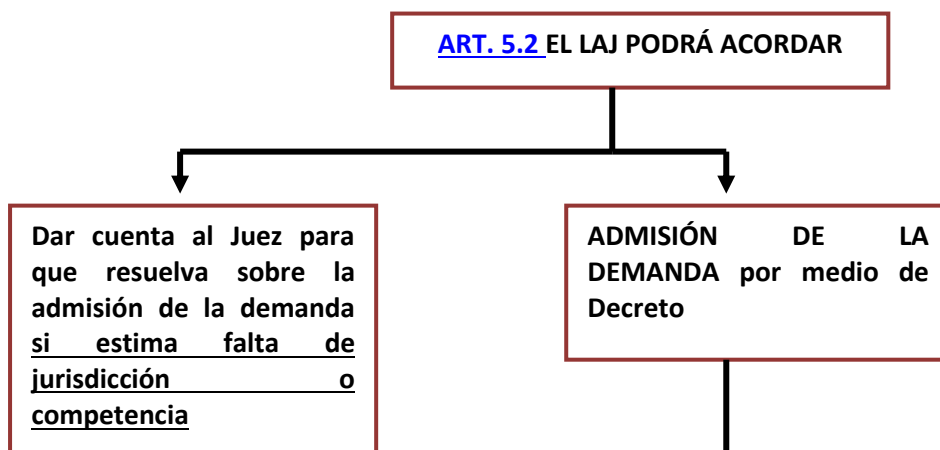 ART. 5.2 EL LAJ PODRÁ ACORDAR
Dar cuenta al Juez para
que resuelva sobre la
admisión de la demanda
si estima falta de
jurisdicción o
competencia
ADMISIÓN DE LA
DEMANDA por medio de
Decreto